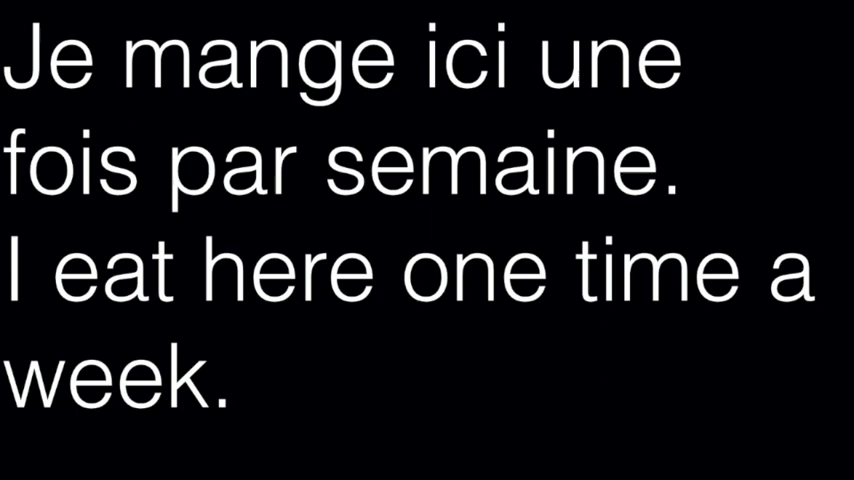 Je mange ici une
fois par semaine.
I eat here one time a
week.